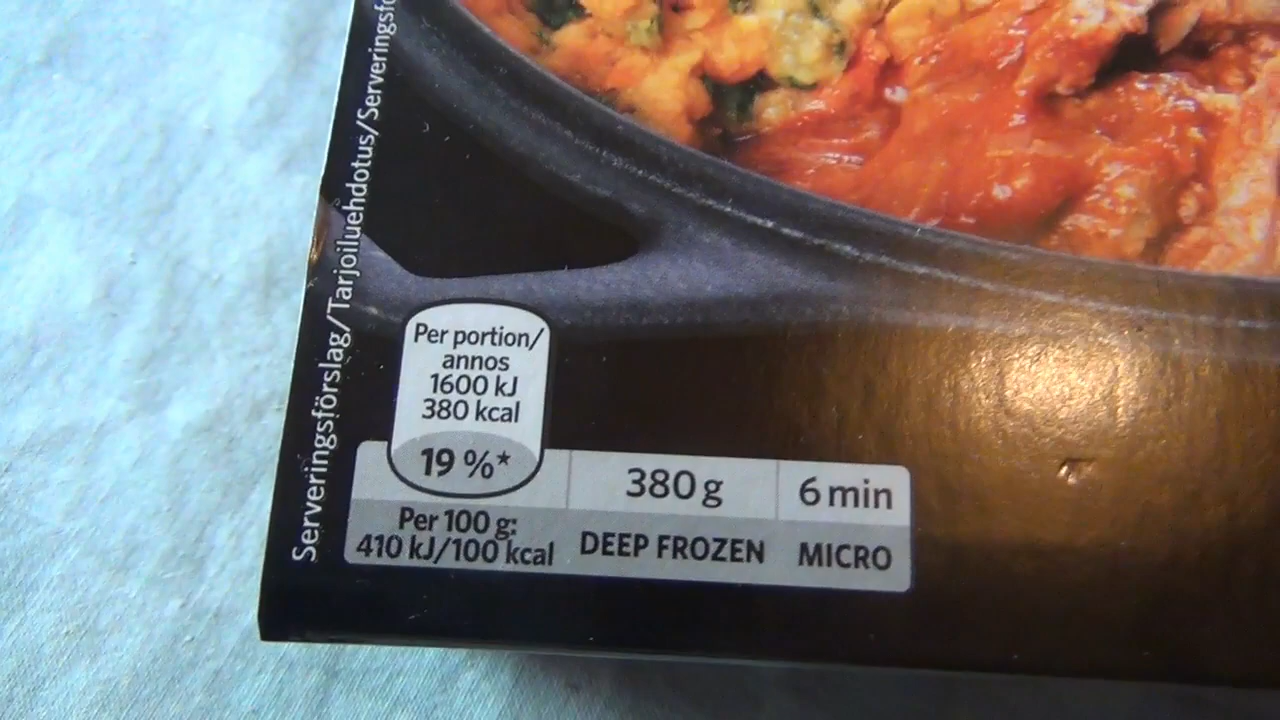 Serveringsförslag/Tarjoiluehdotus/Serveringsfo
Per portion/
annos
1600 kJ
380 kcal
19 %*
Per 100 g:
410 kJ/100 kcal
380 g
DEEP FROZEN
6 min
MICRO